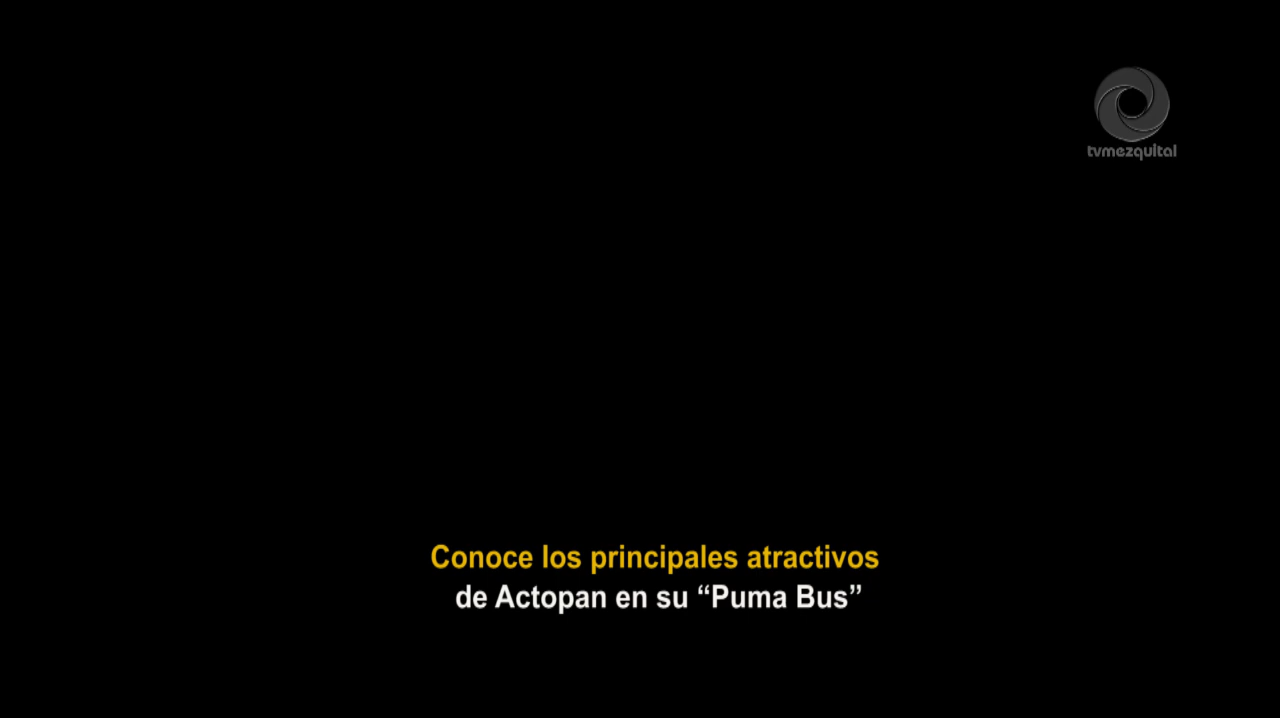 tvmezquital
Conoce los principales atractivos
de Actopan en su “Puma Bus”